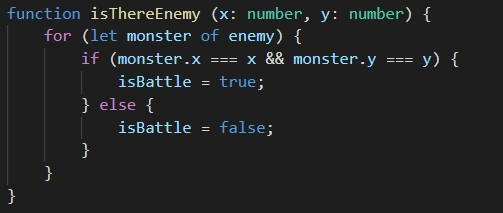 function isThereEnemy (x: number, y: number) {
    for (let monster of enemy) {
        if (monster.x === x && monster.y === y) {
            isBattle = true;
        } else {
            isBattle = false;
        }
    }
}